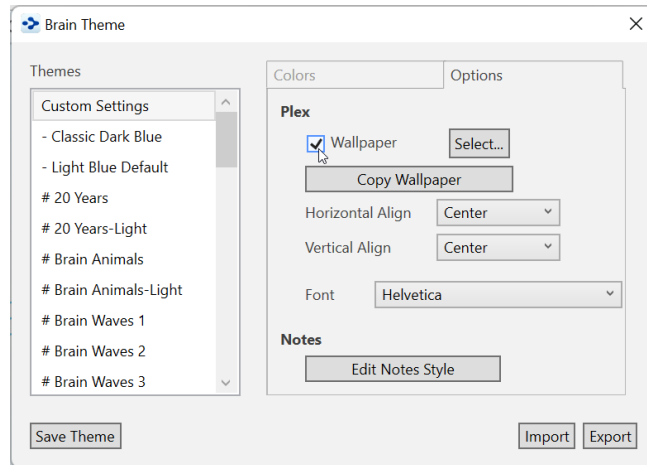 Brain Theme
Themes
Custom Settings
- Classic Dark Blue
- Light Blue Default
# 20 Years
# 20 Years-Light
# Brain Animals
# Brain Animals-Light
# Brain Waves 1
# Brain Waves 2
# Brain Waves 3
Save Theme
Colors
Options
Plex
Wallpaper
Select...
Copy Wallpaper
Horizontal Align
Center
Vertical Align
Center
Font
Helvetica
Notes
Edit Notes Style
Import
Export